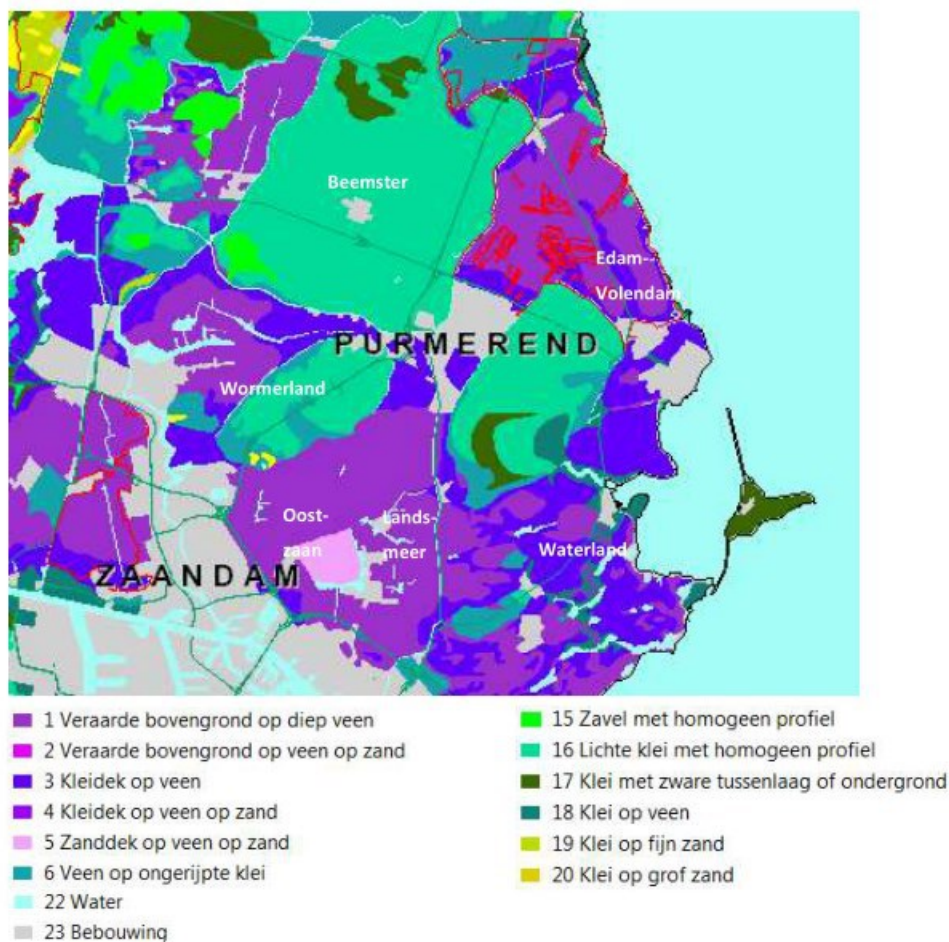 Beemster
Edam--
Volendam
PURMEREND
Wormerland
Oost-
zaan
Lands-
meer
Waterland
ZAANDAM
1 Veraarde bovengrond op diep veen
2 Veraarde bovengrond op veen op zand
3 Kleidek op veen
4 Kleidek op veen op zand
5 Zanddek op veen op zand
6 Veen op ongerijpte klei
22 Water
23 Bebouwing
15 Zavel met homogeen profiel
16 Lichte klei met homogeen profiel
17 Klei met zware tussenlaag of ondergrond
18 Klei op veen
19 Klei op fijn zand
20 Klei op grof zand